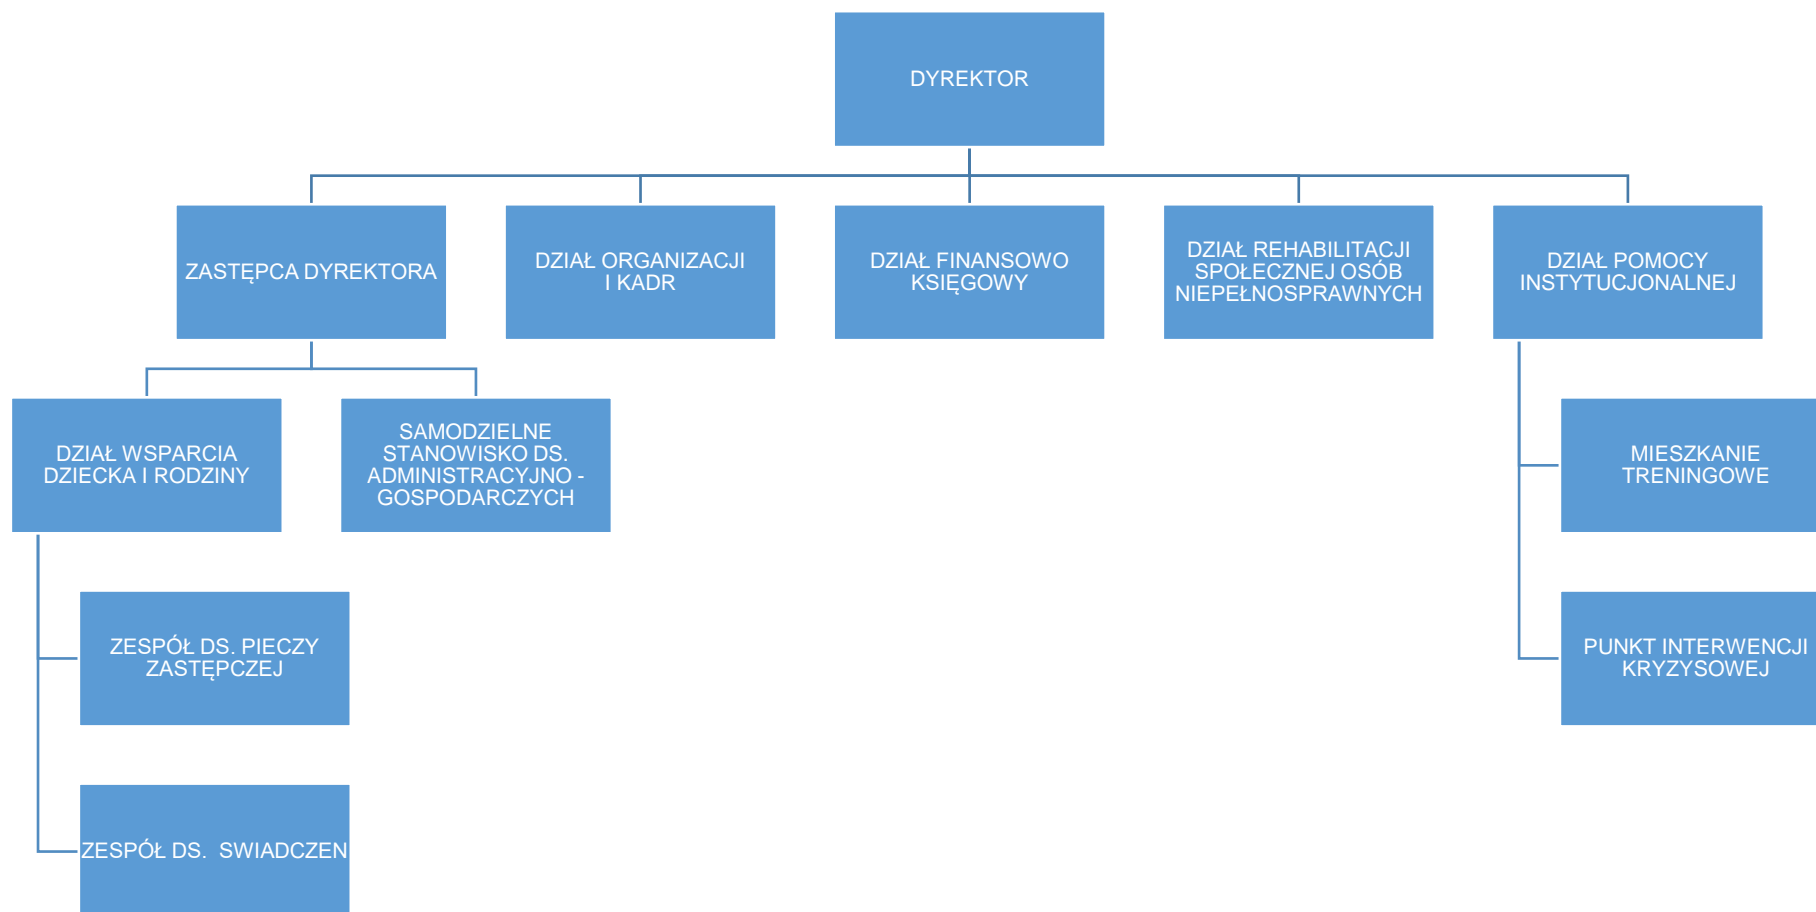 DYREKTOR
ZASTĘPCA DYREKTORA
DZIAŁ ORGANIZACJI
I KADR
DZIAŁ FINANSOWO
KSIĘGOWY
DZIAŁ REHABILITACJI
SPOŁECZNEJ OSÓB
NIEPEŁNOSPRAWNYCH
DZIAŁ POMOCY
INSTYTUCJONALNEJ
DZIAŁ WSPARCIA
DZIECKA I RODZINY
SAMODZIELNE
STANOWISKO DS.
ADMINISTRACYJNO -
GOSPODARCZYCH
MIESZKANIE
TRENINGOWE
ZESPÓŁ DS. PIECZY
ZASTĘPCZEJ
PUNKT INTERWENCJI
KRYZYSOWEJ
ZESPÓŁ DS.  SWIADCZEN